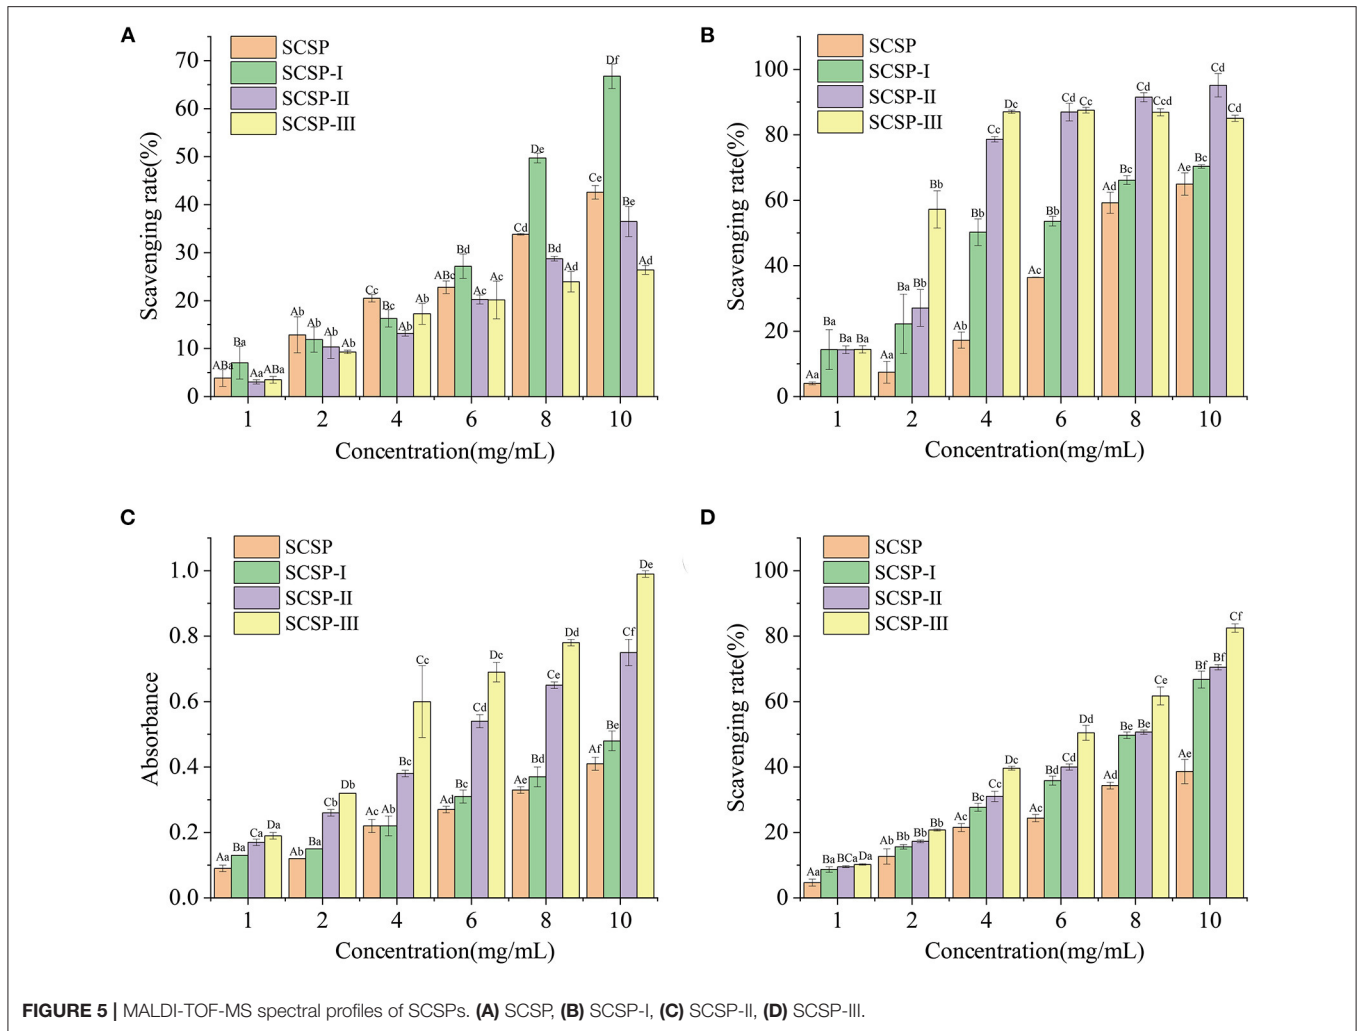 A
SCSP
SCSP-I
SCSP-II
SCSP-III
Scavenging rate(%)
70
60
50
40
30
20
10
0
ABa Ba Aa ABa
Ab Ab Ab Ab
Cc Bc Ab Ab
ABc Bd Ac Ac
Cd De Bd Ad
Ce Df Be Ad
1 2 4 6 8 10
Concentration(mg/mL)
B
SCSP
SCSP-I
SCSP-II
SCSP-III
Scavenging rate(%)
100
80
60
40
20
0
Aa Ba Ba Ba
Aa Ba Bb Bb
Ab Bb Cc Dc
Ac Bb Cd Cc
Ad Bc Cd Ccd
Ae Bc Cd Cd
1 2 4 6 8 10
Concentration(mg/mL)
C
SCSP
SCSP-I
SCSP-II
SCSP-III
Absorbance
1.0
0.8
0.6
0.4
0.2
0.0
Aa Ba Ca Da
Ab Ba Cb Db
Ac Ab Bc Cc
Ad Bc Cd Dc
Ae Bd Ce Dd
Af Be Cf De
1 2 4 6 8 10
Concentration(mg/mL)
D
SCSP
SCSP-I
SCSP-II
SCSP-III
Scavenging rate(%)
100
80
60
40
20
0
Aa Ba BCa Da
Ab Bb Bb Bb
Ac Bc Cc Dc
Ac Bd Cd Dd
Ad Be Be Ce
Ae Bf Bf Cf
1 2 4 6 8 10
Concentration(mg/mL)
FIGURE 5 | MALDI-TOF-MS spectral profiles of SCSPs. (A) SCSP, (B) SCSP-I, (C) SCSP-II, (D) SCSP-III.